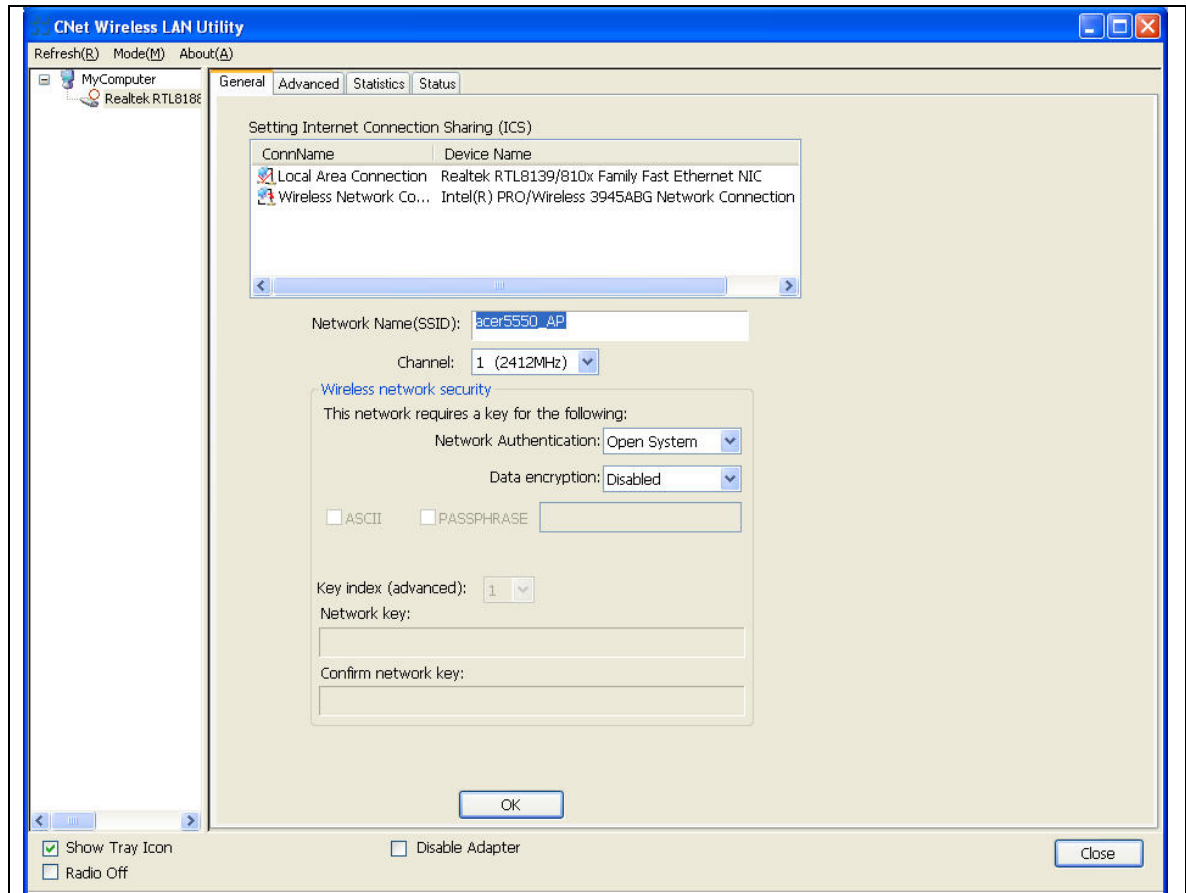 CNet Wireless LAN Utility
Refresh(R) Mode(M) About(A)
MyComputer
Realtek RTL8188
General Advanced Statistics Status
Setting Internet Connection Sharing (ICS)
ConnName Device Name
Local Area Connection Realtek RTL8139/810x Family Fast Ethernet NIC
Wireless Network Co... Intel(R) PRO/Wireless 3945ABG Network Connection
Network Name(SSID): acer5550_AP
Channel: 1 (2412MHz)
Wireless network security
This network requires a key for the following:
Network Authentication: Open System
Data encryption: Disabled
ASCII PASSPHRASE
Key index (advanced): 1
Network key:
Confirm network key:
OK
Show Tray Icon Disable Adapter
Radio Off
Close